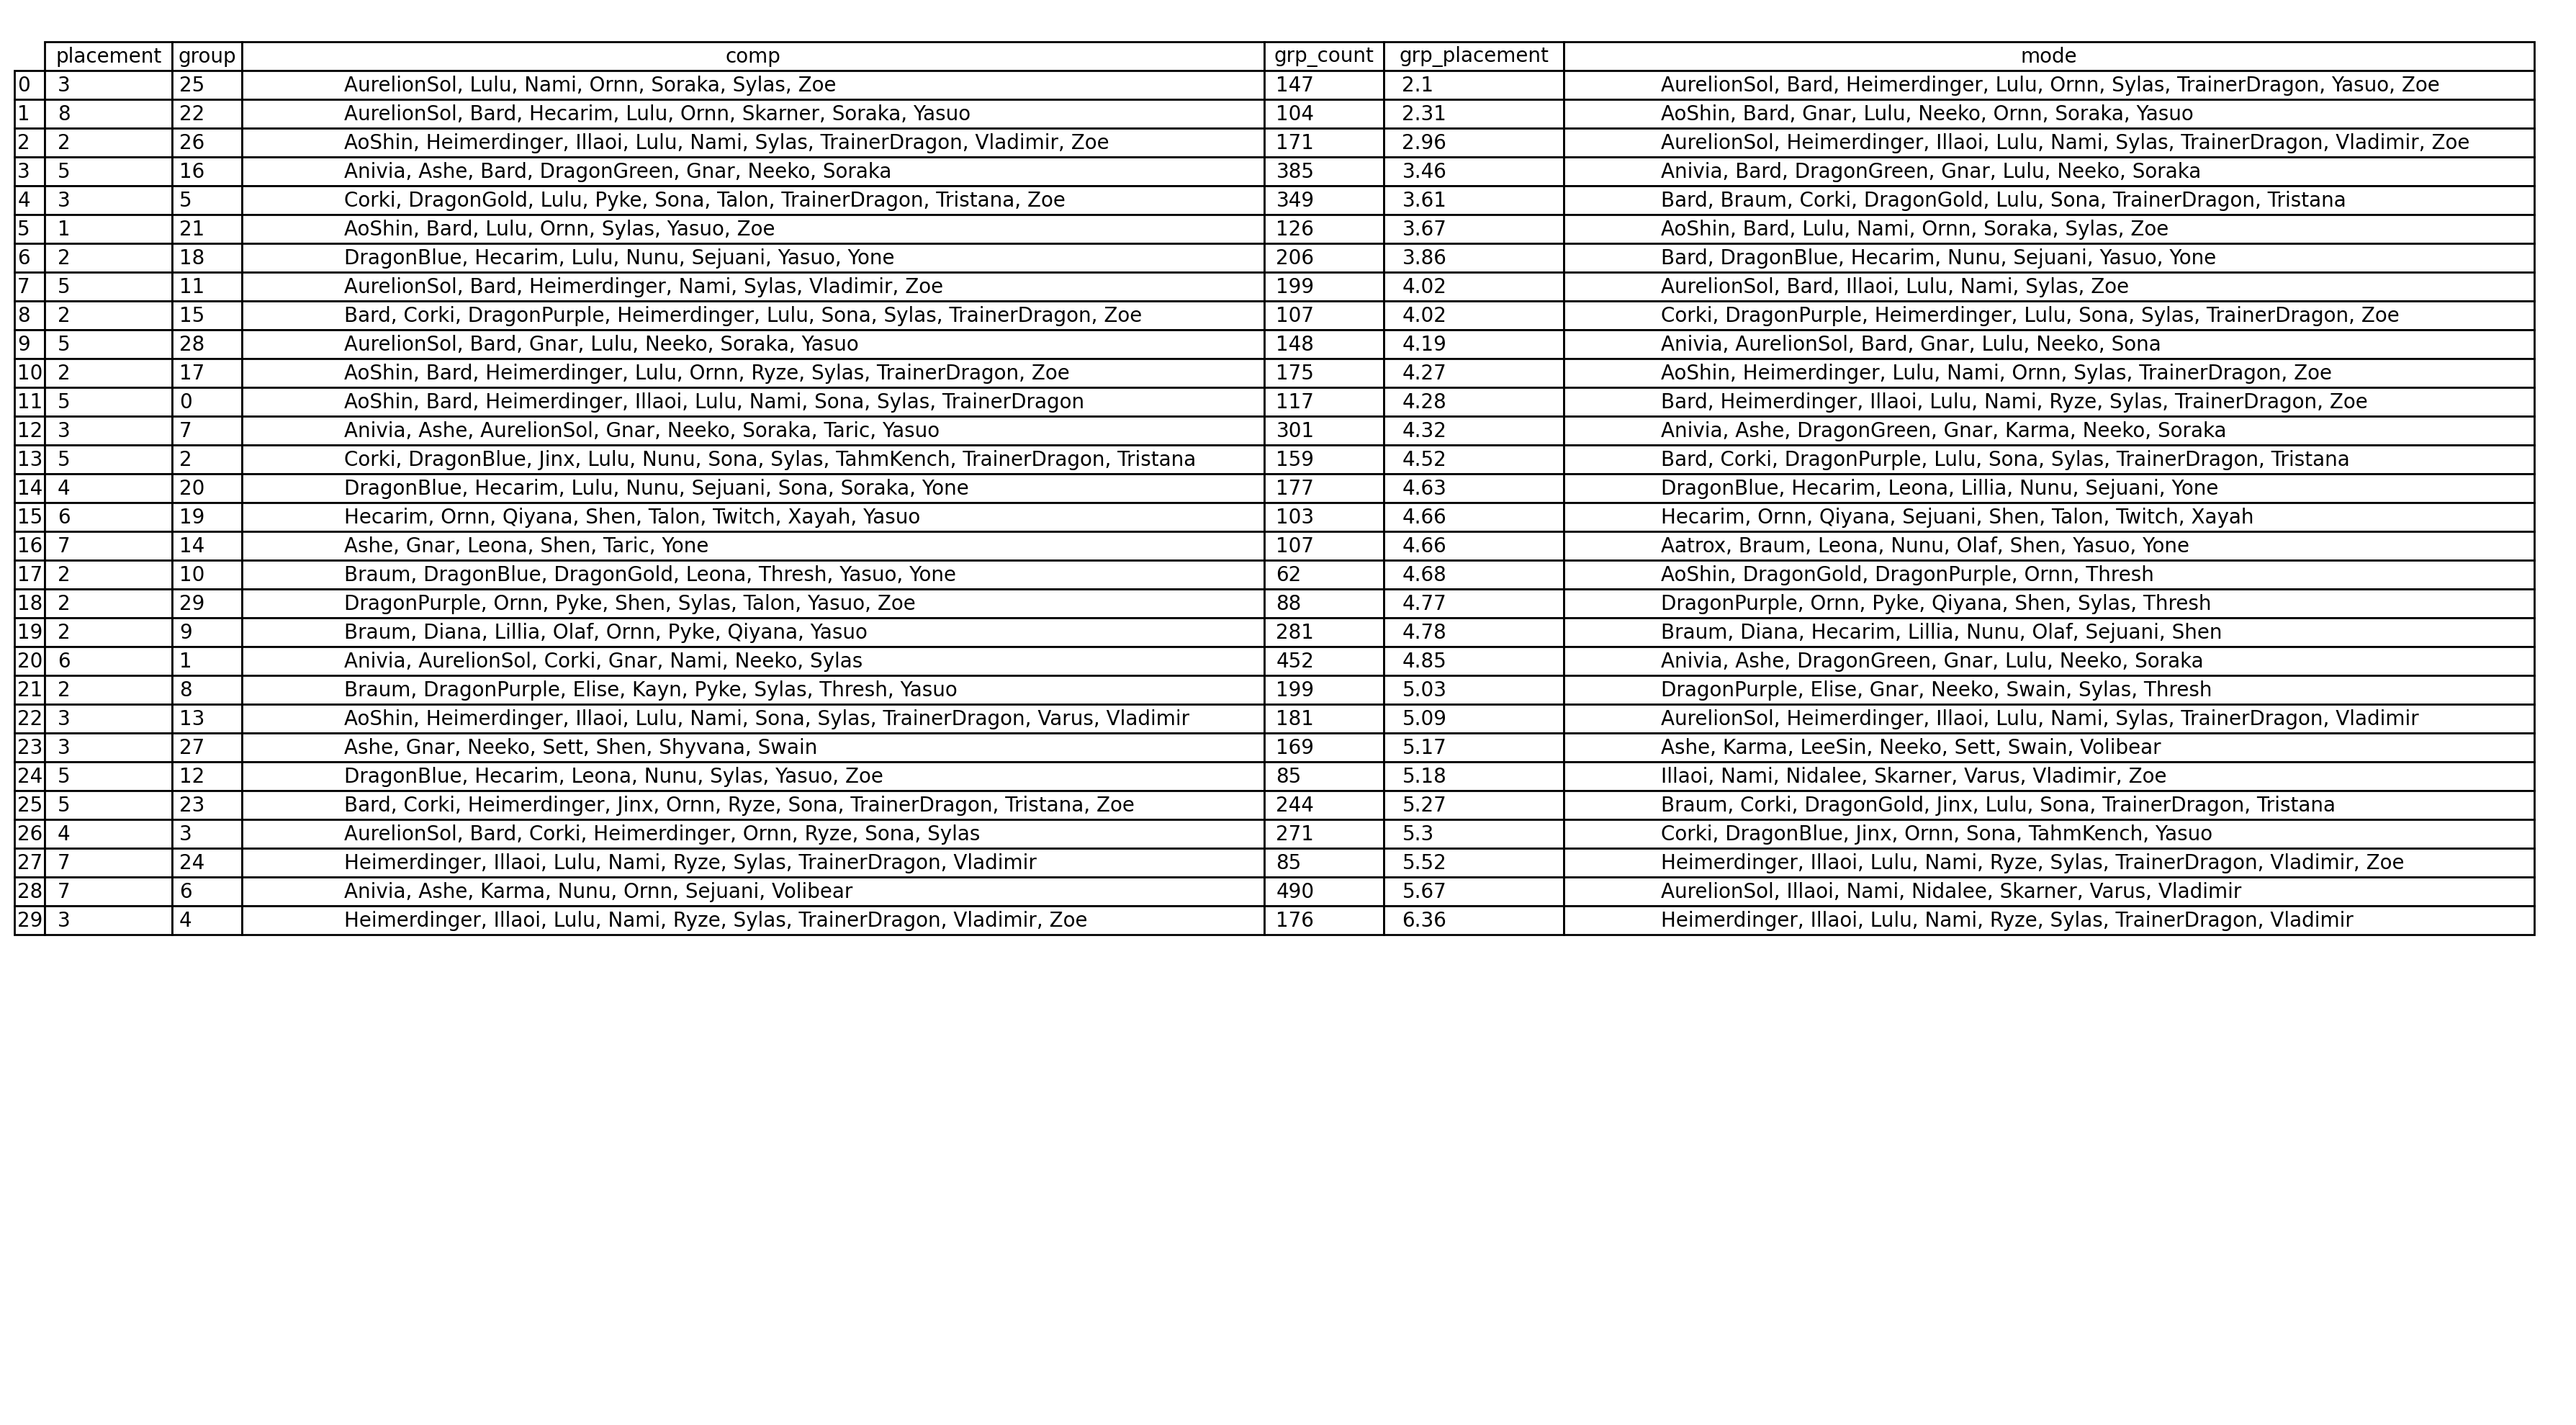 placement group comp grp_count grp_placement mode
0 3 25 AurelionSol, Lulu, Nami, Ornn, Soraka, Sylas, Zoe 147 2.1 AurelionSol, Bard, Heimerdinger, Lulu, Ornn, Sylas, TrainerDragon, Yasuo, Zoe
1 8 22 AurelionSol, Bard, Hecarim, Lulu, Ornn, Skarner, Soraka, Yasuo 104 2.31 AoShin, Bard, Gnar, Lulu, Neeko, Ornn, Soraka, Yasuo
2 2 26 AoShin, Heimerdinger, Illaoi, Lulu, Nami, Sylas, TrainerDragon, Vladimir, Zoe 171 2.96 AurelionSol, Heimerdinger, Illaoi, Lulu, Nami, Sylas, TrainerDragon, Vladimir, Zoe
3 5 16 Anivia, Ashe, Bard, DragonGreen, Gnar, Neeko, Soraka 385 3.46 Anivia, Bard, DragonGreen, Gnar, Lulu, Neeko, Soraka
4 3 5 Corki, DragonGold, Lulu, Pyke, Sona, Talon, TrainerDragon, Tristana, Zoe 349 3.61 Bard, Braum, Corki, DragonGold, Lulu, Sona, TrainerDragon, Tristana
5 1 21 AoShin, Bard, Lulu, Ornn, Sylas, Yasuo, Zoe 126 3.67 AoShin, Bard, Lulu, Nami, Ornn, Soraka, Sylas, Zoe
6 2 18 DragonBlue, Hecarim, Lulu, Nunu, Sejuani, Yasuo, Yone 206 3.86 Bard, DragonBlue, Hecarim, Nunu, Sejuani, Yasuo, Yone
7 5 11 AurelionSol, Bard, Heimerdinger, Nami, Sylas, Vladimir, Zoe 199 4.02 AurelionSol, Bard, Illaoi, Lulu, Nami, Sylas, Zoe
8 2 15 Bard, Corki, DragonPurple, Heimerdinger, Lulu, Sona, Sylas, TrainerDragon, Zoe 107 4.02 Corki, DragonPurple, Heimerdinger, Lulu, Sona, Sylas, TrainerDragon, Zoe
9 5 28 AurelionSol, Bard, Gnar, Lulu, Neeko, Soraka, Yasuo 148 4.19 Anivia, AurelionSol, Bard, Gnar, Lulu, Neeko, Sona
10 2 17 AoShin, Bard, Heimerdinger, Lulu, Ornn, Ryze, Sylas, TrainerDragon, Zoe 175 4.27 AoShin, Heimerdinger, Lulu, Nami, Ornn, Sylas, TrainerDragon, Zoe
11 5 0 AoShin, Bard, Heimerdinger, Illaoi, Lulu, Nami, Sona, Sylas, TrainerDragon 117 4.28 Bard, Heimerdinger, Illaoi, Lulu, Nami, Ryze, Sylas, TrainerDragon, Zoe
12 3 7 Anivia, Ashe, AurelionSol, Gnar, Neeko, Soraka, Taric, Yasuo 301 4.32 Anivia, Ashe, DragonGreen, Gnar, Karma, Neeko, Soraka
13 5 2 Corki, DragonBlue, Jinx, Lulu, Nunu, Sona, Sylas, TahmKench, TrainerDragon, Tristana 159 4.52 Bard, Corki, DragonPurple, Lulu, Sona, Sylas, TrainerDragon, Tristana
14 4 20 DragonBlue, Hecarim, Lulu, Nunu, Sejuani, Sona, Soraka, Yone 177 4.63 DragonBlue, Hecarim, Leona, Lillia, Nunu, Sejuani, Yone
15 6 19 Hecarim, Ornn, Qiyana, Shen, Talon, Twitch, Xayah, Yasuo 103 4.66 Hecarim, Ornn, Qiyana, Sejuani, Shen, Talon, Twitch, Xayah
16 7 14 Ashe, Gnar, Leona, Shen, Taric, Yone 107 4.66 Aatrox, Braum, Leona, Nunu, Olaf, Shen, Yasuo, Yone
17 2 10 Braum, DragonBlue, DragonGold, Leona, Thresh, Yasuo, Yone 62 4.68 AoShin, DragonGold, DragonPurple, Ornn, Thresh
18 2 29 DragonPurple, Ornn, Pyke, Shen, Sylas, Talon, Yasuo, Zoe 88 4.77 DragonPurple, Ornn, Pyke, Qiyana, Shen, Sylas, Thresh
19 2 9 Braum, Diana, Lillia, Olaf, Ornn, Pyke, Qiyana, Yasuo 281 4.78 Braum, Diana, Hecarim, Lillia, Nunu, Olaf, Sejuani, Shen
20 6 1 Anivia, AurelionSol, Corki, Gnar, Nami, Neeko, Sylas 452 4.85 Anivia, Ashe, DragonGreen, Gnar, Lulu, Neeko, Soraka
21 2 8 Braum, DragonPurple, Elise, Kayn, Pyke, Sylas, Thresh, Yasuo 199 5.03 DragonPurple, Elise, Gnar, Neeko, Swain, Sylas, Thresh
22 3 13 AoShin, Heimerdinger, Illaoi, Lulu, Nami, Sona, Sylas, TrainerDragon, Varus, Vladimir 181 5.09 AurelionSol, Heimerdinger, Illaoi, Lulu, Nami, Sylas, TrainerDragon, Vladimir
23 3 27 Ashe, Gnar, Neeko, Sett, Shen, Shyvana, Swain 169 5.17 Ashe, Karma, LeeSin, Neeko, Sett, Swain, Volibear
24 5 12 DragonBlue, Hecarim, Leona, Nunu, Sylas, Yasuo, Zoe 85 5.18 Illaoi, Nami, Nidalee, Skarner, Varus, Vladimir, Zoe
25 5 23 Bard, Corki, Heimerdinger, Jinx, Ornn, Ryze, Sona, TrainerDragon, Tristana, Zoe 244 5.27 Braum, Corki, DragonGold, Jinx, Lulu, Sona, TrainerDragon, Tristana
26 4 3 AurelionSol, Bard, Corki, Heimerdinger, Ornn, Ryze, Sona, Sylas 271 5.3 Corki, DragonBlue, Jinx, Ornn, Sona, TahmKench, Yasuo
27 7 24 Heimerdinger, Illaoi, Lulu, Nami, Ryze, Sylas, TrainerDragon, Vladimir 85 5.52 Heimerdinger, Illaoi, Lulu, Nami, Ryze, Sylas, TrainerDragon, Vladimir, Zoe
28 7 6 Anivia, Ashe, Karma, Nunu, Ornn, Sejuani, Volibear 490 5.67 AurelionSol, Illaoi, Nami, Nidalee, Skarner, Varus, Vladimir
29 3 4 Heimerdinger, Illaoi, Lulu, Nami, Ryze, Sylas, TrainerDragon, Vladimir, Zoe 176 6.36 Heimerdinger, Illaoi, Lulu, Nami, Ryze, Sylas, TrainerDragon, Vladimir